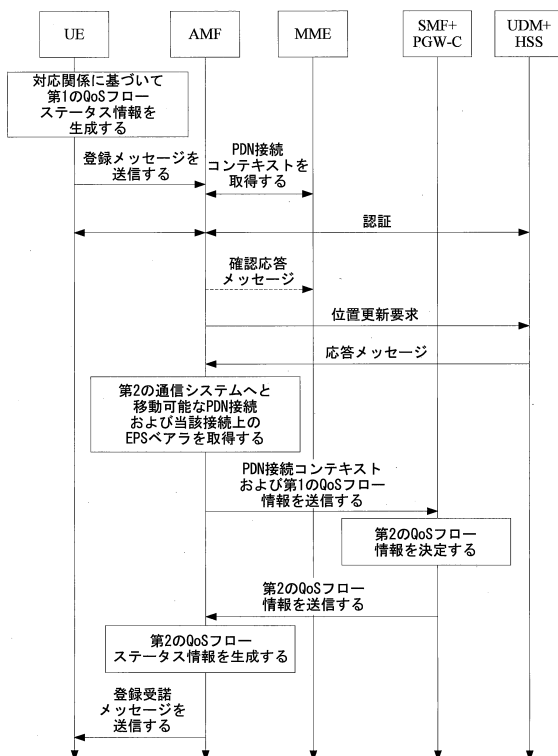 UE
AMF
MME
SMF+
PGW-C
UDM+
HSS
対応関係に基づいて
第1のQoSフロー
ステータス情報を
生成する
登録メッセージを
送信する
PDN接続
コンテキストを
取得する
認証
確認応答
メッセージ
位置更新要求
応答メッセージ
第2の通信システムへと
移動可能なPDN接続
および当該接続上の
EPSベアラを取得する
PDN接続コンテキスト
および第1のQoSフロー
情報を送信する
第2のQoSフロー
情報を決定する
第2のQoSフロー
情報を送信する
第2のQoSフロー
ステータス情報を生成する
登録受諾
メッセージを
送信する